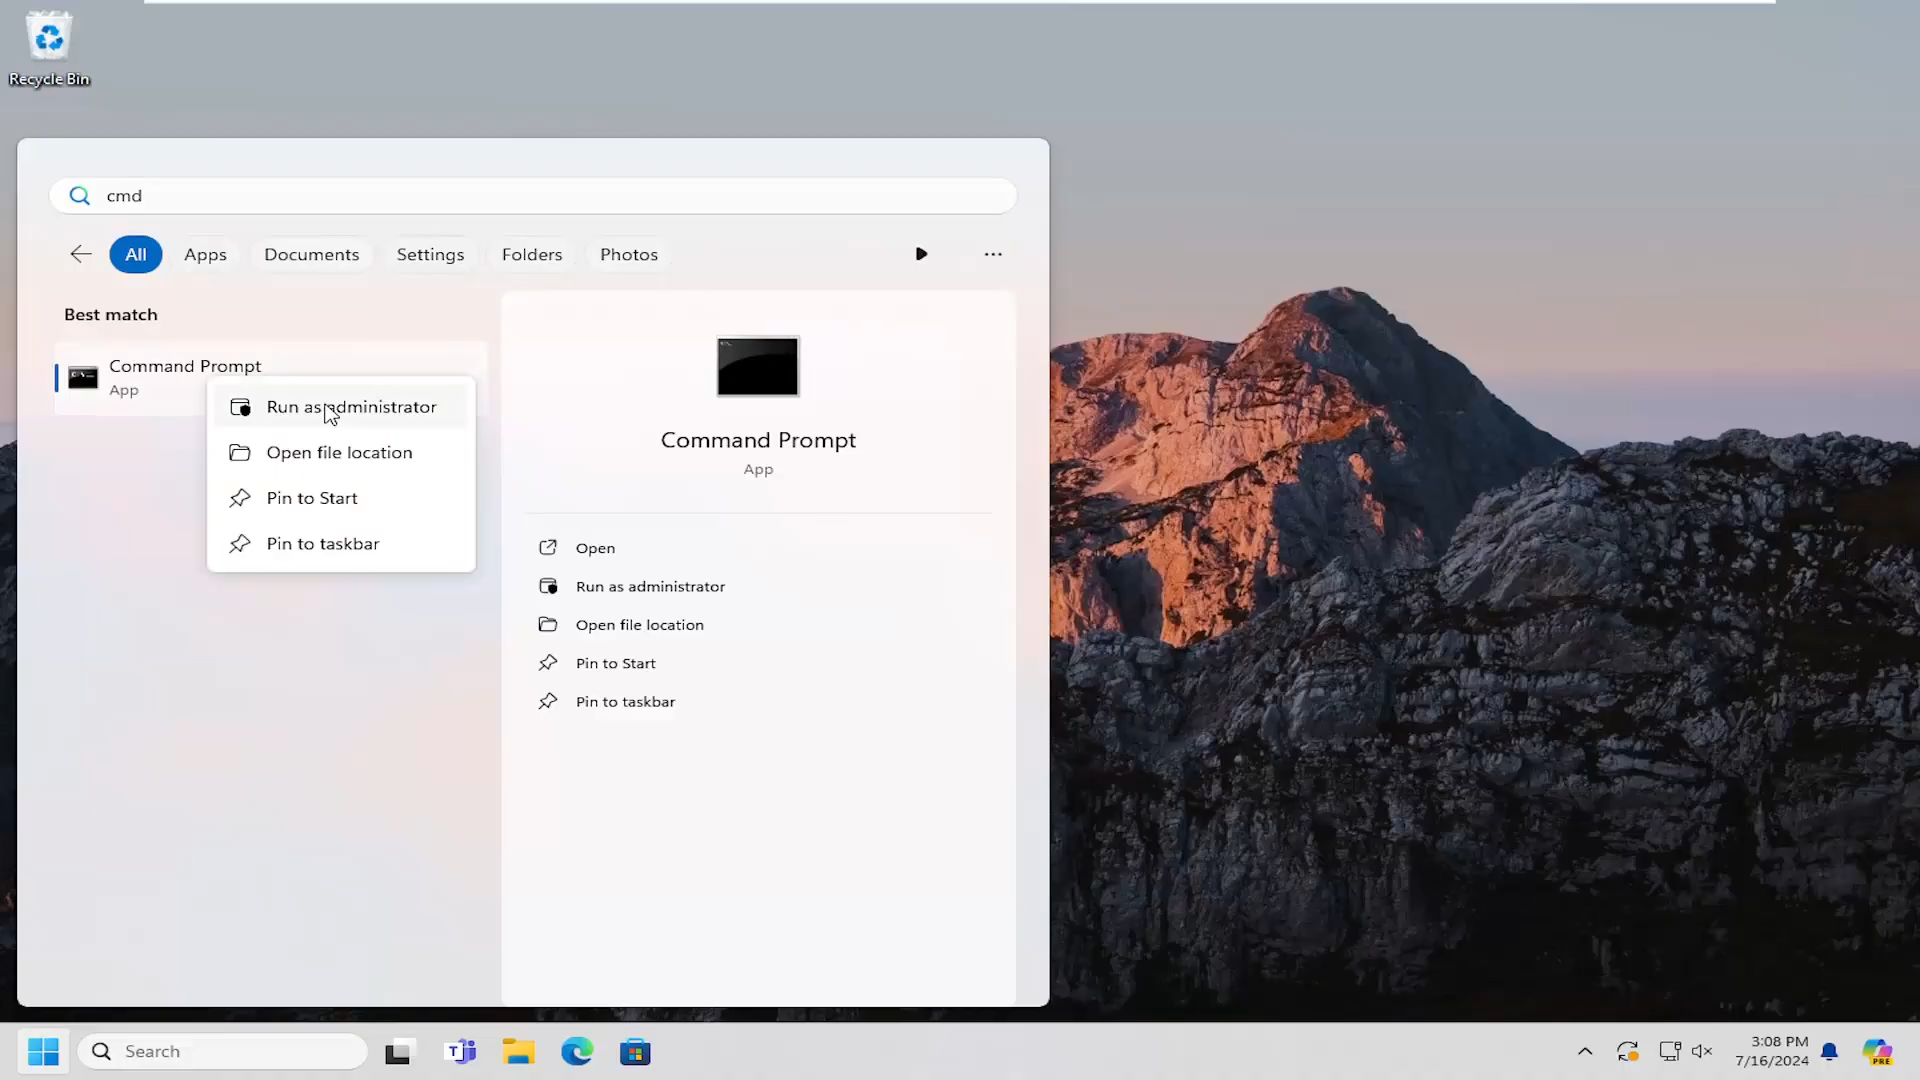 Recycle Bin
cmd
All Apps Documents Settings Folders Photos
Best match
Command Prompt
App
Run as administrator
Open file location
Pin to Start
Pin to taskbar
Command Prompt
App
Open
Run as administrator
Open file location
Pin to Start
Pin to taskbar
Search
T
3:08 PM
7/16/2024
PRE